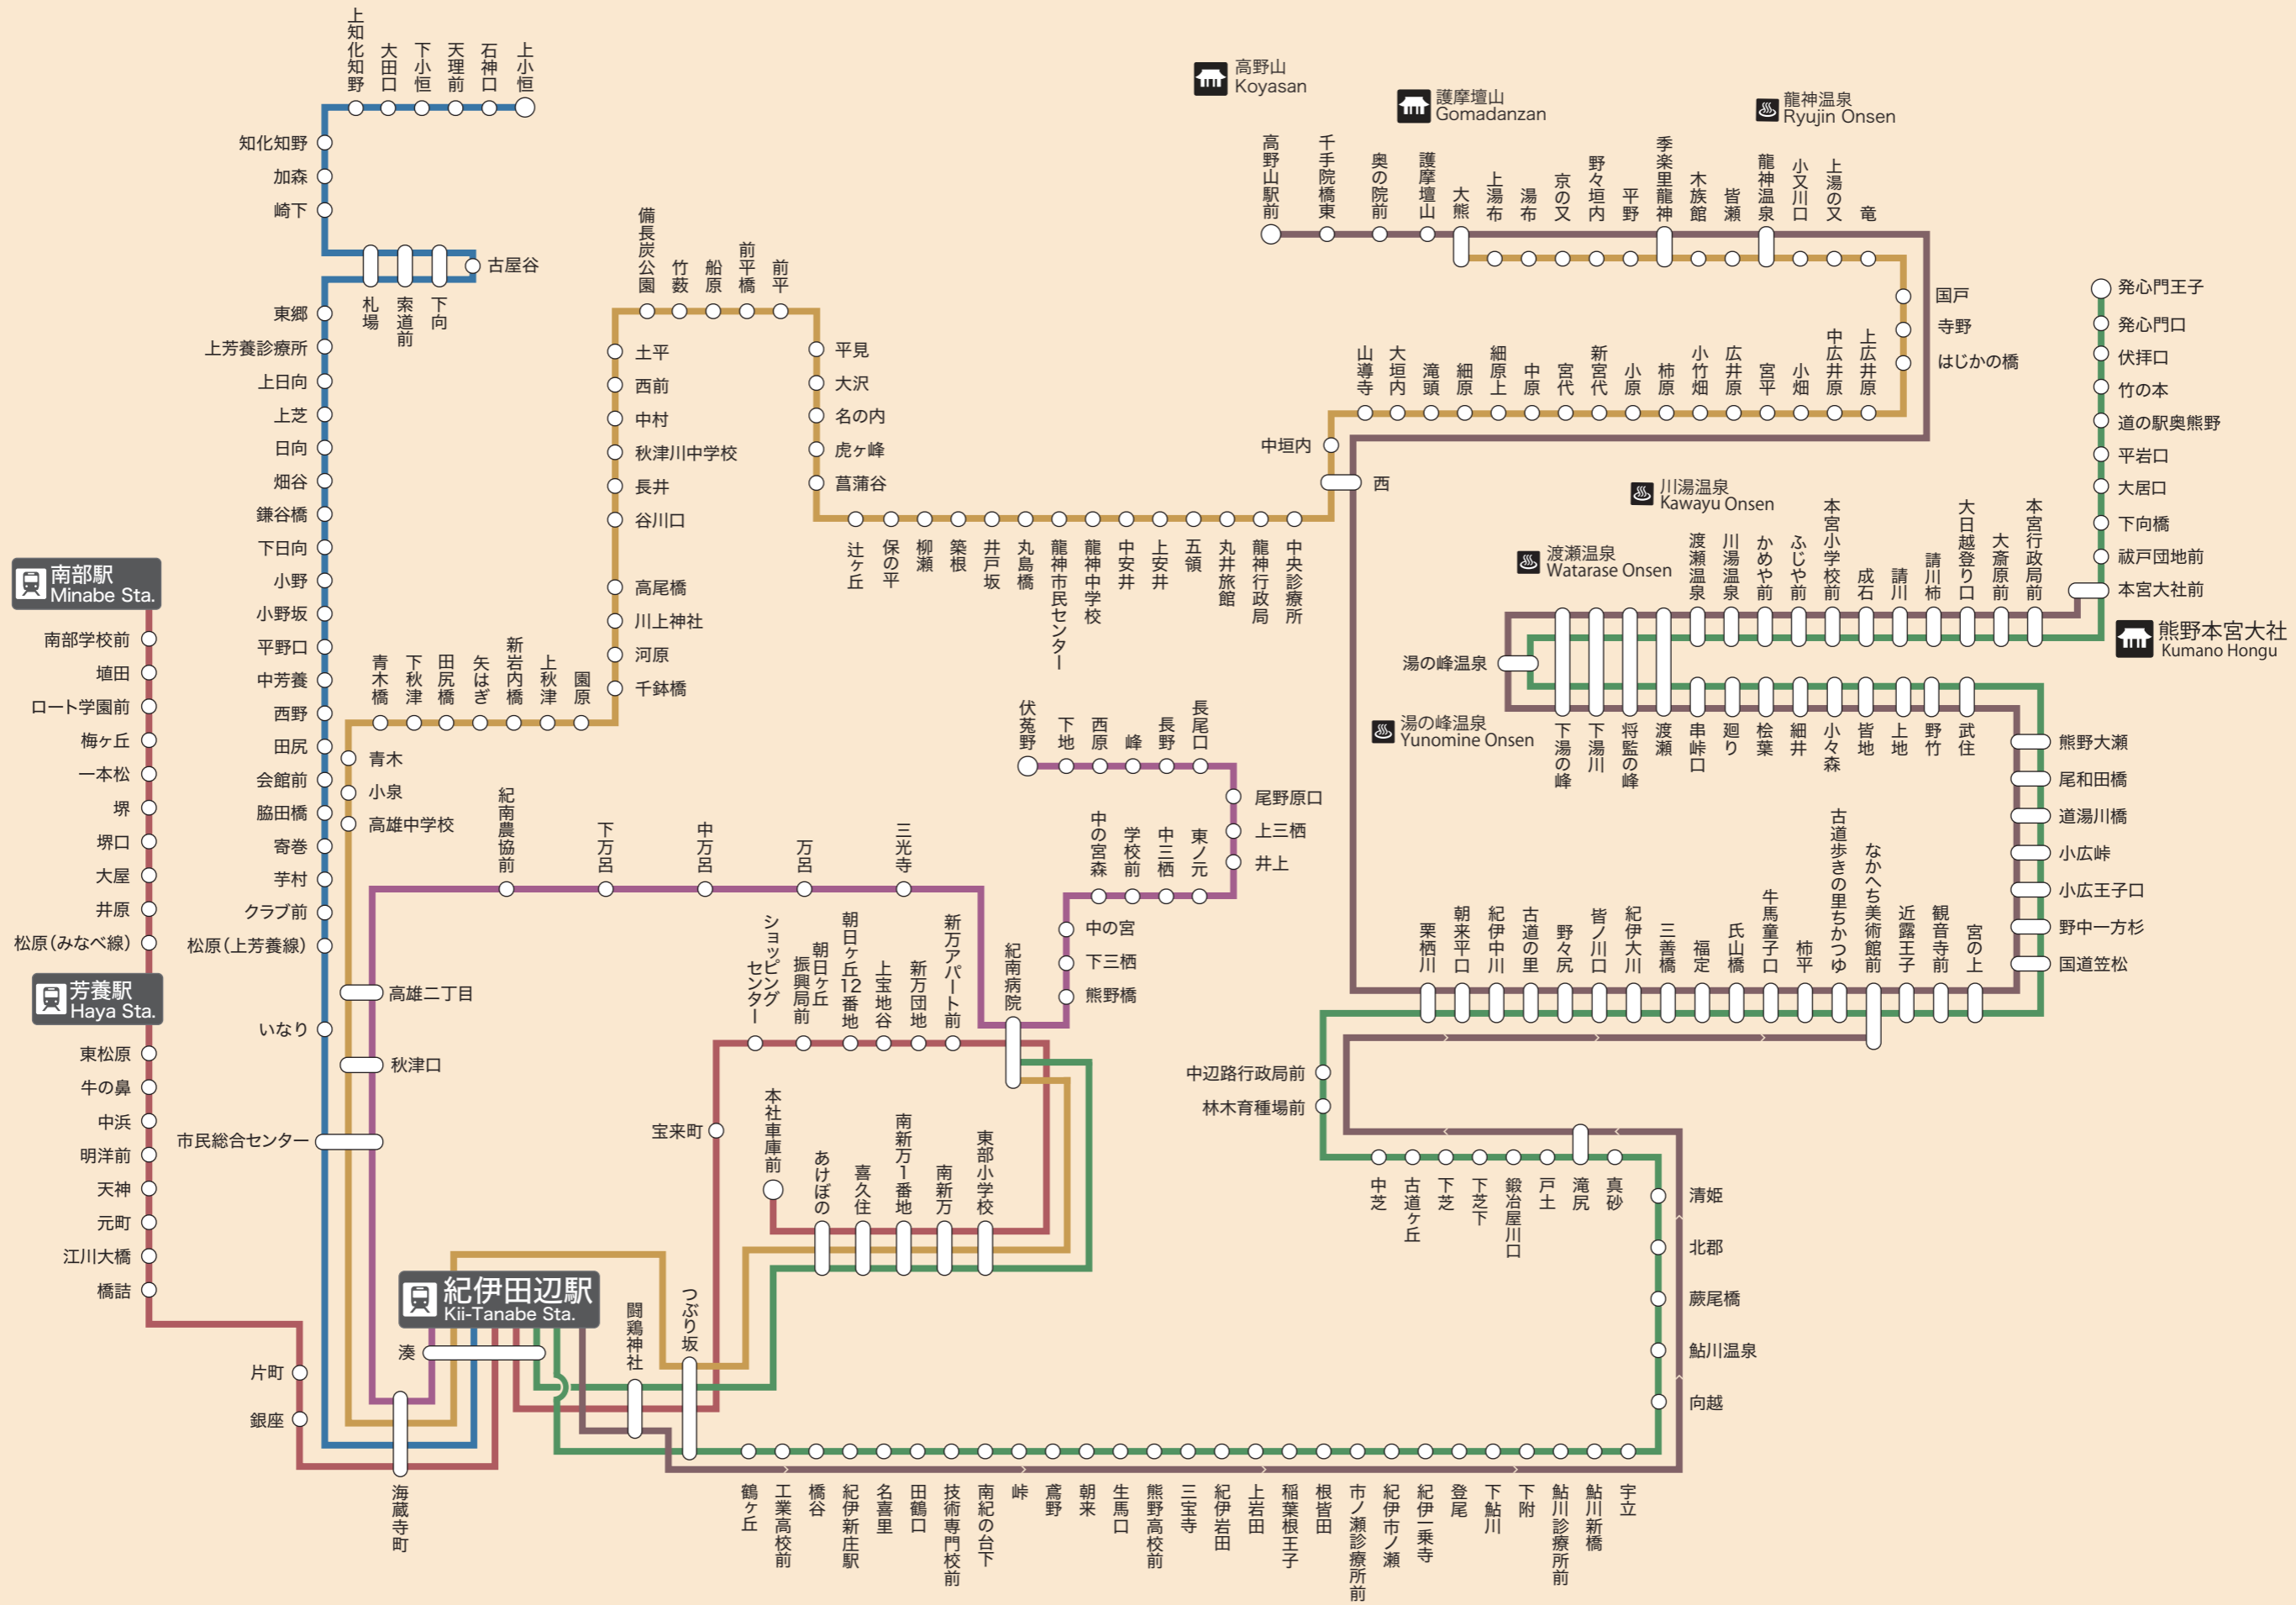 上知化知野
大田口
下小恒
天理前
石神口
上小恒
知化知野
加森
崎下
札場
索道前
下向
古屋谷
東郷
上芳養診療所
上日向
上芝
日向
畑谷
鎌谷橋
下日向
小野
小野坂
平野口
中芳養
西野
田尻
会館前
脇田橋
寄巻
芋村
クラブ前
松原(上芳養線)
いなり
市民総合センター
南部駅
Minabe Sta.
南部学校前
埴田
ロート学園前
梅ヶ丘
一本松
堺
堺口
大屋
井原
松原(みなべ線)
芳養駅
Haya Sta.
東松原
牛の鼻
中浜
明洋前
天神
元町
江川大橋
橋詰
片町
銀座
海蔵寺町
湊
紀伊田辺駅
Kii-Tanabe Sta.
備長炭公園
竹薮
船原
前平橋
前平
土平
西前
中村
秋津川中学校
長井
谷川口
高尾橋
川上神社
河原
千鉢橋
青木橋
下秋津
田尻橋
矢はぎ
新岩内橋
上秋津
園原
青木
小泉
高雄中学校
高雄二丁目
秋津口
平見
大沢
名の内
虎ヶ峰
菖蒲谷
辻ヶ丘
保の平
柳瀬
築根
井戸坂
丸島橋
龍神市民センター
龍神中学校
中安井
上安井
五領
丸井旅館
龍神行政局
中央診療所
中垣内
西
山導寺
大垣内
滝頭
細原
細原上
中原
宮代
新宮代
小原
柿原
小竹畑
広井原
宮平
小畑
中広井原
上広井原
国戸
寺野
はじかの橋
高野山
Koyasan
護摩壇山
Gomadanzan
龍神温泉
Ryujin Onsen
高野山駅前
千手院橋東
奥の院前
護摩壇山
大熊
上湯布
湯布
京の又
野々垣内
平野
季楽里龍神
木族館
皆瀬
龍神温泉
小又川口
上湯の又
竜
発心門王子
発心門口
伏拝口
竹の本
道の駅奥熊野
平岩口
大居口
下向橋
祓戸団地前
本宮大社前
熊野本宮大社
Kumano Hongu
川湯温泉
Kawayu Onsen
渡瀬温泉
Watarase Onsen
湯の峰温泉
Yunomine Onsen
渡瀬温泉
川湯温泉
かめや前
ふじや前
本宮小学校前
成石
請川
請川柿
大日越登り口
大斎原前
本宮行政局前
湯の峰温泉
下湯の峰
下湯川
将監の峰
渡瀬
串峠口
廻り
桧葉
細井
小々森
皆地
上地
野竹
武住
熊野大瀬
尾和田橋
道湯川橋
小広峠
小広王子口
野中一方杉
国道笠松
栗栖川
朝来平口
紀伊中川
古道の里
野々尻
皆ノ川口
紀伊大川
三善橋
福定
氏山橋
牛馬童子口
柿平
古道歩きの里ちかつゆ
なかへち美術館前
近露王子
観音寺前
宮の上
中辺路行政局前
林木育種場前
中芝
古道ヶ丘
下芝
下芝下
鍛冶屋川口
戸土
滝尻
真砂
清姫
北郡
蕨尾橋
鮎川温泉
向越
伏菟野
下地
西原
峰
長野
長尾口
尾野原口
上三栖
井上
中の宮森
学校前
中三栖
東ノ元
中の宮
下三栖
熊野橋
紀南農協前
下万呂
中万呂
万呂
三光寺
ショッピング
センター
朝日ヶ丘
振興局前
朝日ヶ丘12番地
上宝地谷
新万団地
新万アパート前
紀南病院
宝来町
本社車庫前
あけぼの
喜久住
南新万1番地
南新万
東部小学校
闘鶏神社
つぶり坂
鶴ヶ丘
工業高校前
橋谷
紀伊新庄駅
名喜里
田鶴口
技術専門校前
南紀の台下
峠
鳶野
朝来
生馬口
熊野高校前
三宝寺
紀伊岩田
上岩田
稲葉根王子
根皆田
市ノ瀬診療所前
紀伊市ノ瀬
紀伊一乗寺
登尾
下鮎川
下附
鮎川診療所前
鮎川新橋
宇立